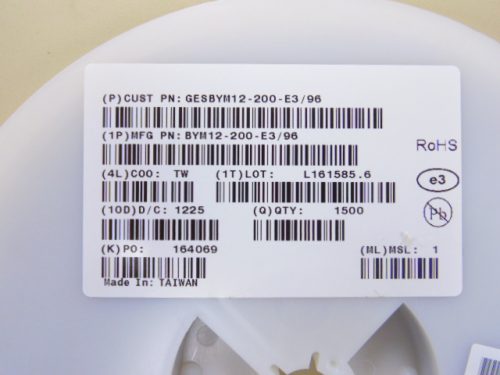 (P)CUST PN: GESBYM12-200-E3/96
(1P)MFG PN: BYM12-200-E3/96
RoHS
(4L)COO: TW (1T)LOT: L161585.6
e3
(10D)D/C: 1225 (Q)QTY: 1500
Pb
(K)PO: 164069 (ML)MSL: 1
Made In: TAIWAN